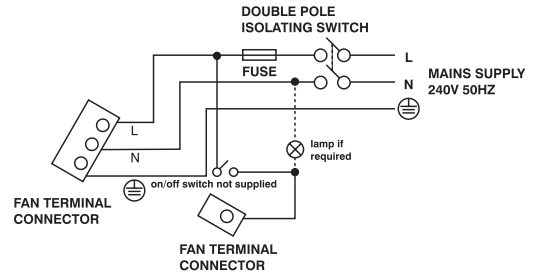 DOUBLE POLE
ISOLATING SWITCH
L
FUSE
N
MAINS SUPPLY
240V 50HZ
L
N
lamp if
required
on/off switch not supplied
FAN TERMINAL
CONNECTOR
FAN TERMINAL
CONNECTOR